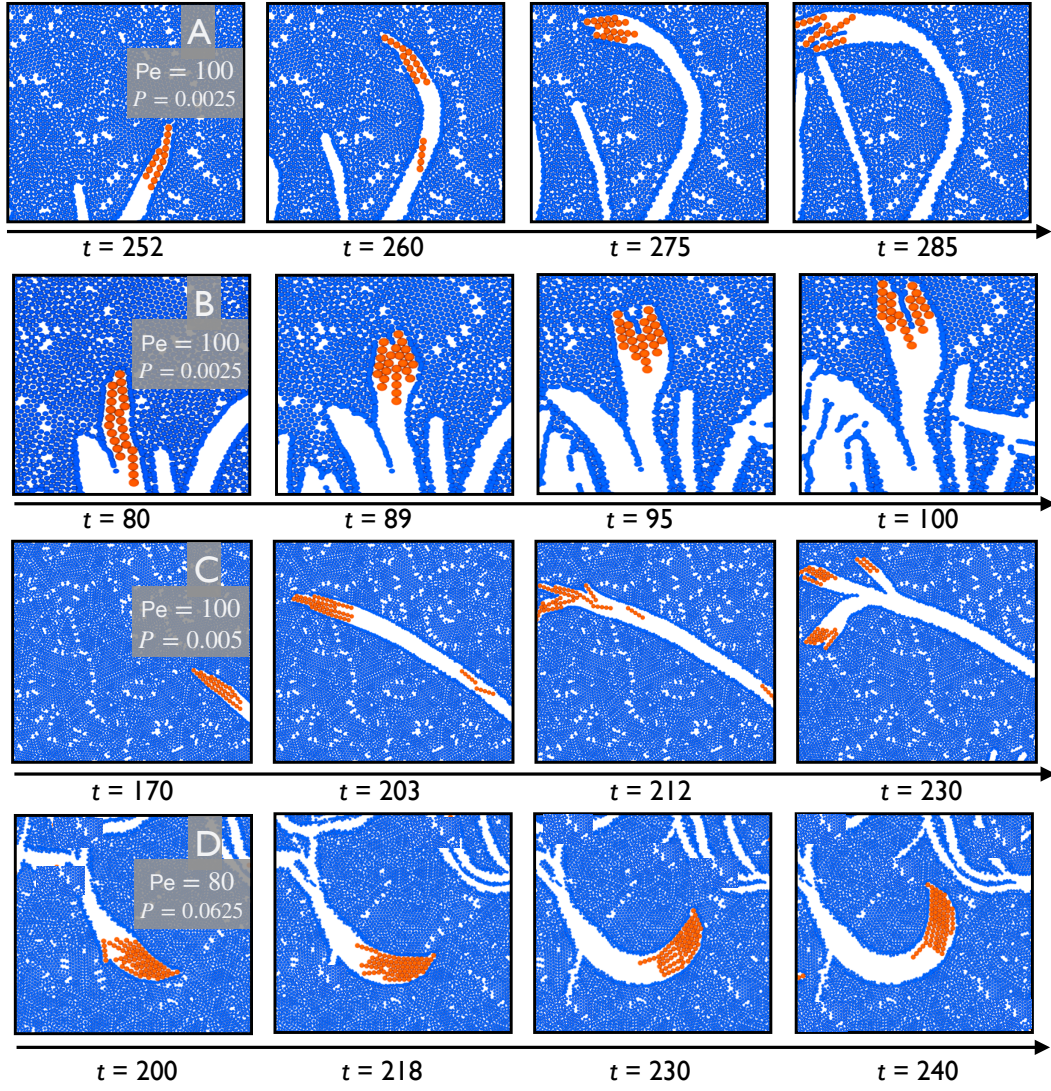 A
Pe = 100
P = 0.0025
t = 252
t = 260
t = 275
t = 285
B
Pe = 100
P = 0.0025
t = 80
t = 89
t = 95
t = 100
C
Pe = 100
P = 0.005
t = 170
t = 203
t = 212
t = 230
D
Pe = 80
P = 0.0625
t = 200
t = 218
t = 230
t = 240